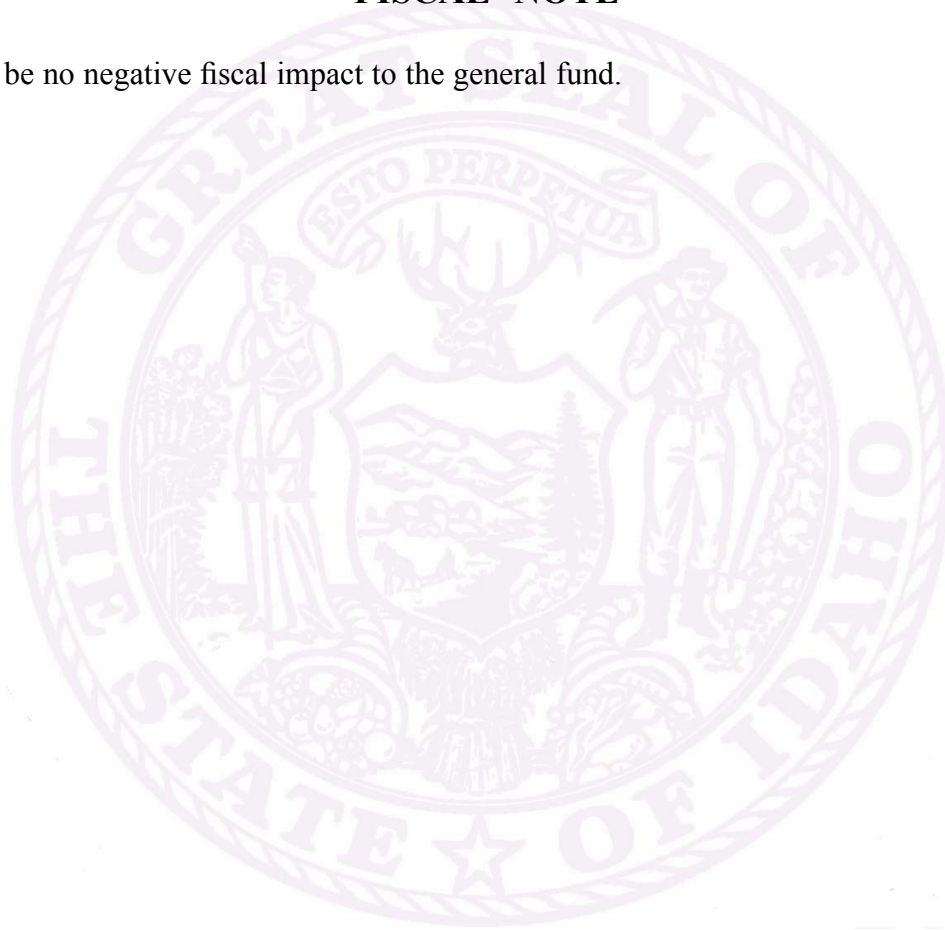 FISCAL NOTE
be no negative fiscal impact to the general fund.
GREAT SEAL OF
ESTO PERPETUA
THE STATE OF IDAHO